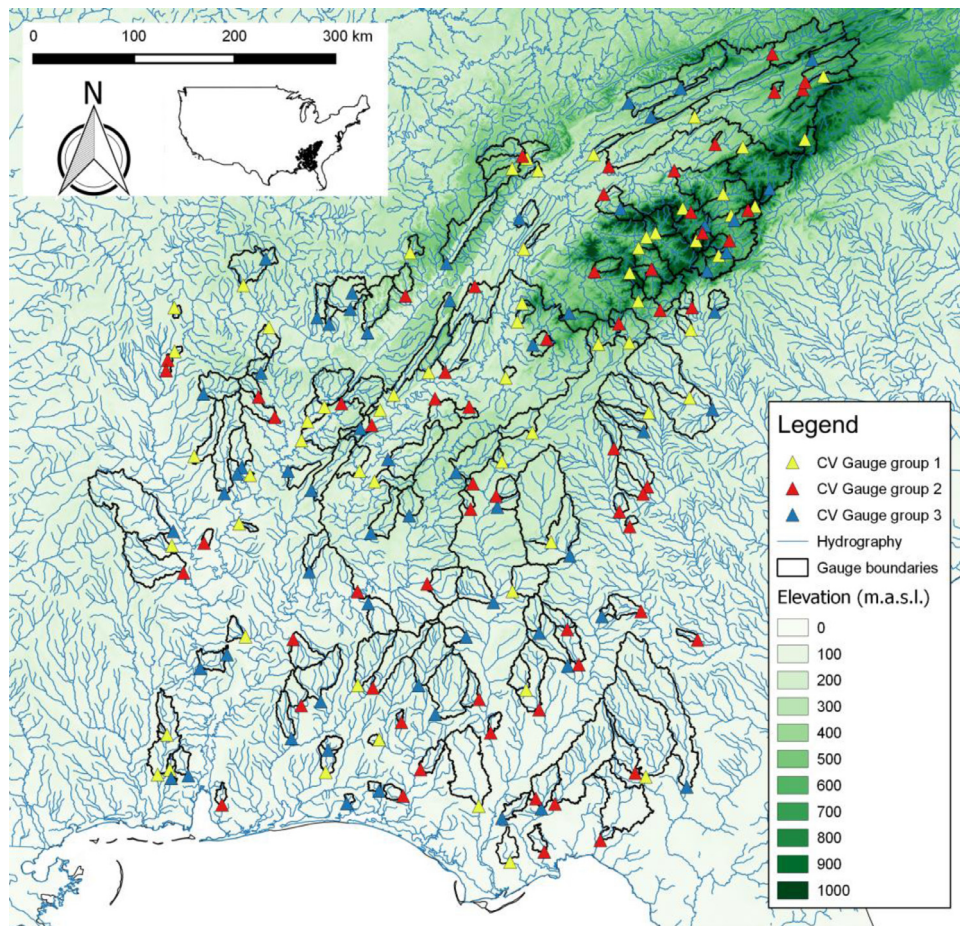 0 100 200 300 km
N
Legend
CV Gauge group 1
CV Gauge group 2
CV Gauge group 3
Hydrography
Gauge boundaries
Elevation (m.a.s.l.)
0
100
200
300
400
500
600
700
800
900
1000